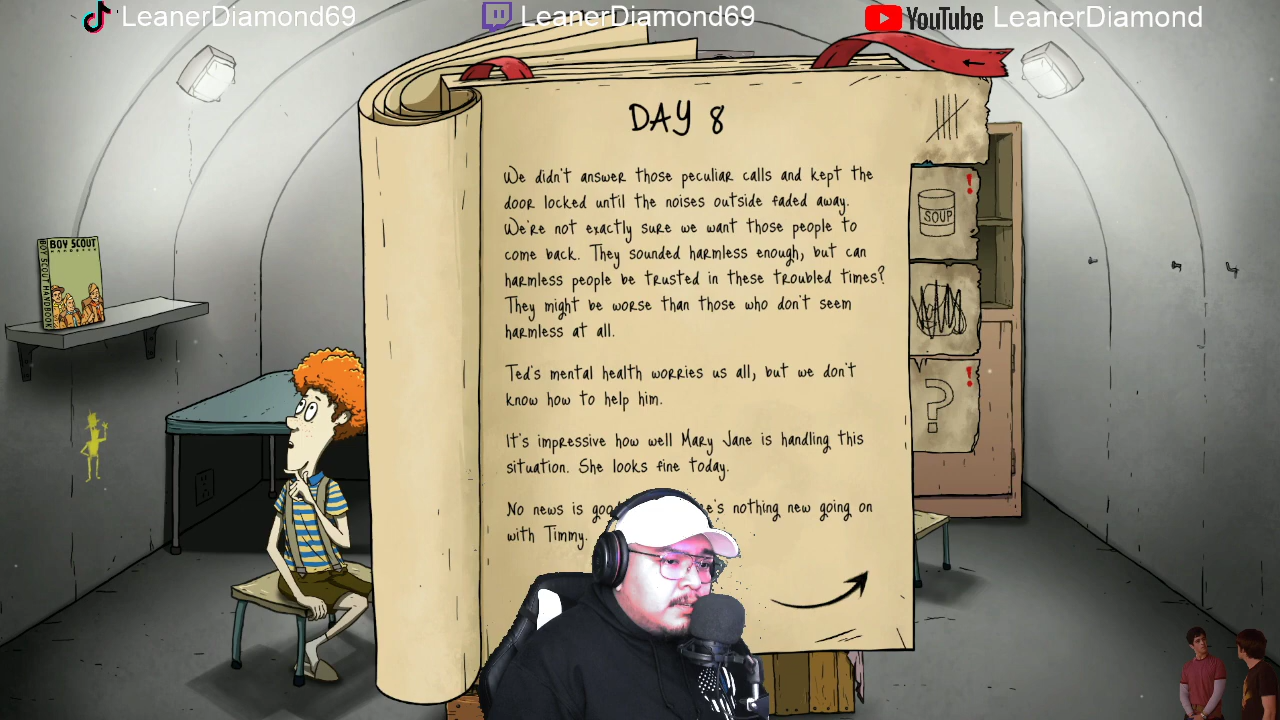 LeanerDiamond69
LeanerDiamond69
YouTube LeanerDiamond
DAY 8
We didn't answer those peculiar calls and kept the
door locked until the noises outside faded away.
We're not exactly sure we want those people to
come back. They sounded harmless enough, but can
harmless people be trusted in these troubled times?
They might be worse than those who don't seem
harmless at all.
Ted's mental health worries us all, but we don't
know how to help him.
It's impressive how well Mary Jane is handling this
situation. She looks fine today.
No news is nothing new going on
with Timmy.
!
SOUP
!
?
BOY SCOUT
BOY SCOUT HANDBOOK